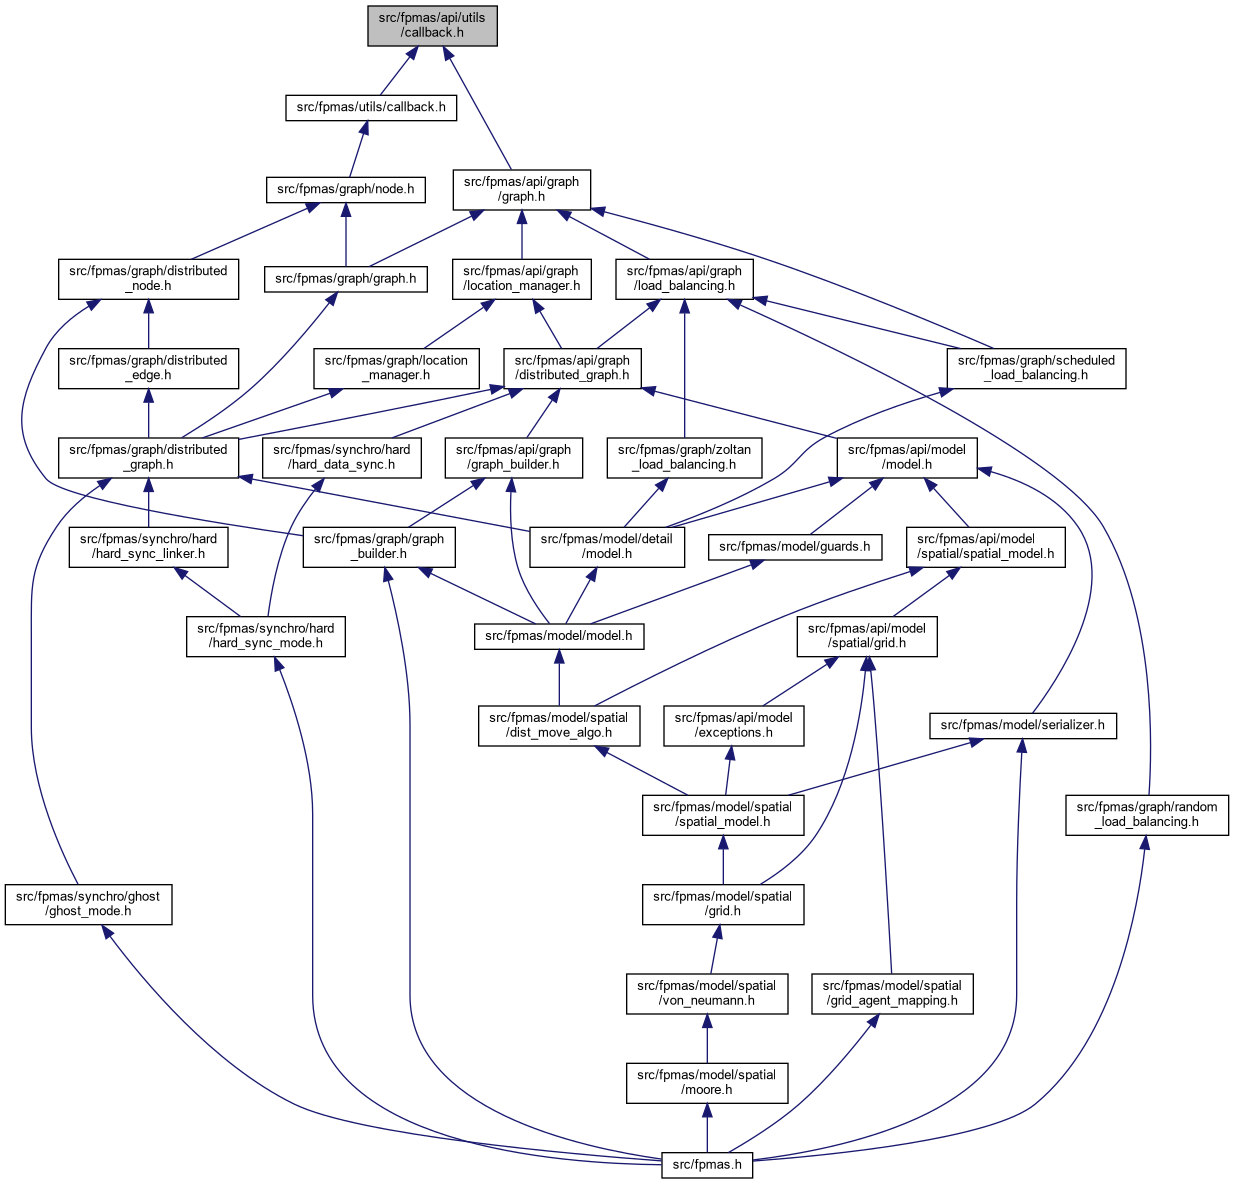 src/fpmas/api/utils
/callback.h
src/fpmas/utils/callback.h
src/fpmas/graph/node.h
src/fpmas/api/graph
/graph.h
src/fpmas/graph/distributed
_node.h
src/fpmas/graph/graph.h
src/fpmas/api/graph
/location_manager.h
src/fpmas/api/graph
/load_balancing.h
src/fpmas/graph/distributed
_edge.h
src/fpmas/graph/location
_manager.h
src/fpmas/api/graph
/distributed_graph.h
src/fpmas/graph/scheduled
_load_balancing.h
src/fpmas/graph/distributed
_graph.h
src/fpmas/synchro/hard
/hard_data_sync.h
src/fpmas/api/graph
/graph_builder.h
src/fpmas/graph/zoltan
_load_balancing.h
src/fpmas/api/model
/model.h
src/fpmas/synchro/hard
/hard_sync_linker.h
src/fpmas/graph/graph
_builder.h
src/fpmas/model/detail
/model.h
src/fpmas/model/guards.h
src/fpmas/api/model
/spatial/spatial_model.h
src/fpmas/synchro/hard
/hard_sync_mode.h
src/fpmas/model/model.h
src/fpmas/api/model
/spatial/grid.h
src/fpmas/model/spatial
/dist_move_algo.h
src/fpmas/api/model
/exceptions.h
src/fpmas/model/serializer.h
src/fpmas/model/spatial
/spatial_model.h
src/fpmas/graph/random
_load_balancing.h
src/fpmas/synchro/ghost
/ghost_mode.h
src/fpmas/model/spatial
/grid.h
src/fpmas/model/spatial
/von_neumann.h
src/fpmas/model/spatial
/grid_agent_mapping.h
src/fpmas/model/spatial
/moore.h
src/fpmas.h